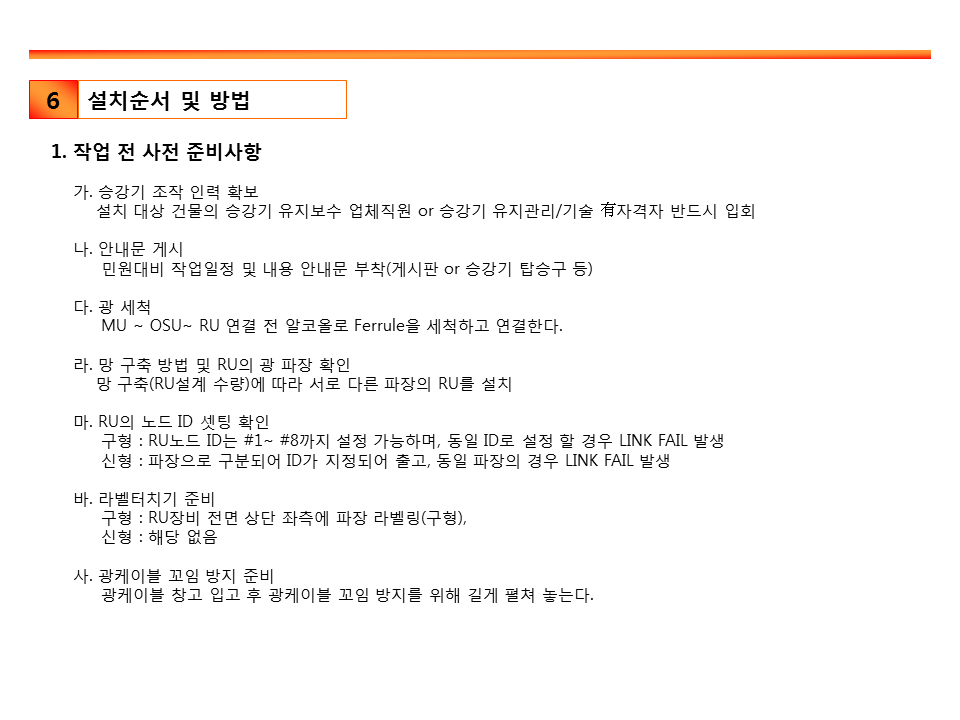 6 설치순서 및 방법
1. 작업 전 사전 준비사항
가. 승강기 조작 인력 확보
설치 대상 건물의 승강기 유지보수 업체직원 or 승강기 유지관리/기술 有자격자 반드시 입회
나. 안내문 게시
민원대비 작업일정 및 내용 안내문 부착(게시판 or 승강기 탑승구 등)
다. 광 세척
MU ~ OSU~ RU 연결 전 알코올로 Ferrule을 세척하고 연결한다.
라. 망 구축 방법 및 RU의 광 파장 확인
망 구축(RU설계 수량)에 따라 서로 다른 파장의 RU를 설치
마. RU의 노드 ID 셋팅 확인
구형 : RU노드 ID는 #1~ #8까지 설정 가능하며, 동일 ID로 설정 할 경우 LINK FAIL 발생
신형 : 파장으로 구분되어 ID가 지정되어 출고, 동일 파장의 경우 LINK FAIL 발생
바. 라벨터치기 준비
구형 : RU장비 전면 상단 좌측에 파장 라벨링(구형),
신형 : 해당 없음
사. 광케이블 꼬임 방지 준비
광케이블 창고 입고 후 광케이블 꼬임 방지를 위해 길게 펼쳐 놓는다.